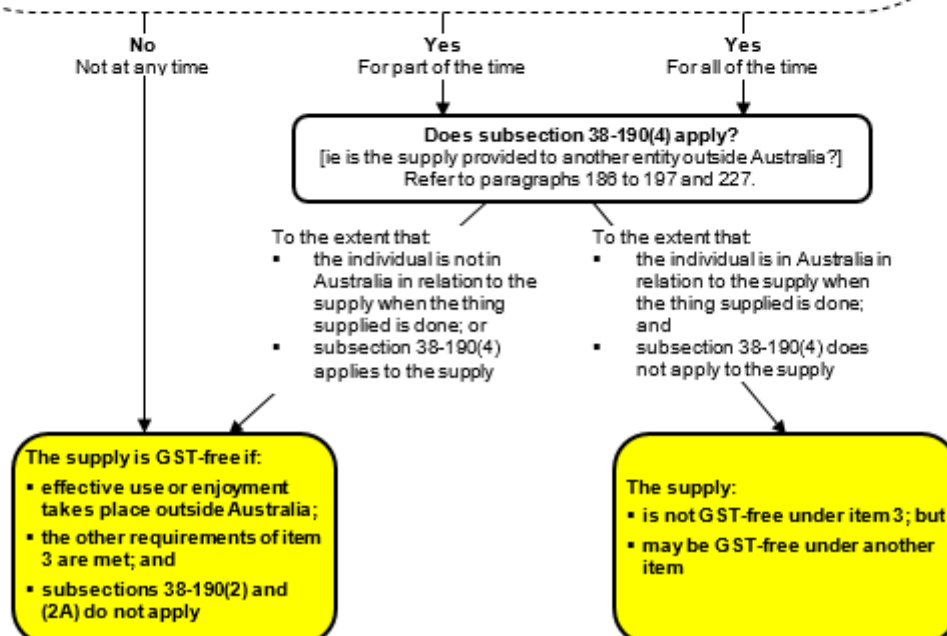 No
Not at any time
Yes
For part of the time
Yes
For all of the time
Does subsection 38-190(4) apply?
[ie is the supply provided to another entity outside Australia?]
Refer to paragraphs 186 to 197 and 227.
To the extent that:
▪ the individual is not in
Australia in relation to the
supply when the thing
supplied is done; or
▪ subsection 38-190(4)
applies to the supply
To the extent that:
▪ the individual is in Australia in
relation to the supply when
the thing supplied is done;
and
▪ subsection 38-190(4) does
not apply to the supply
The supply is GST-free if:
▪ effective use or enjoyment
takes place outside Australia;
▪ the other requirements of item
3 are met; and
▪ subsections 38-190(2) and
(2A) do not apply
The supply:
▪ is not GST-free under item 3; but
▪ may be GST-free under another
item